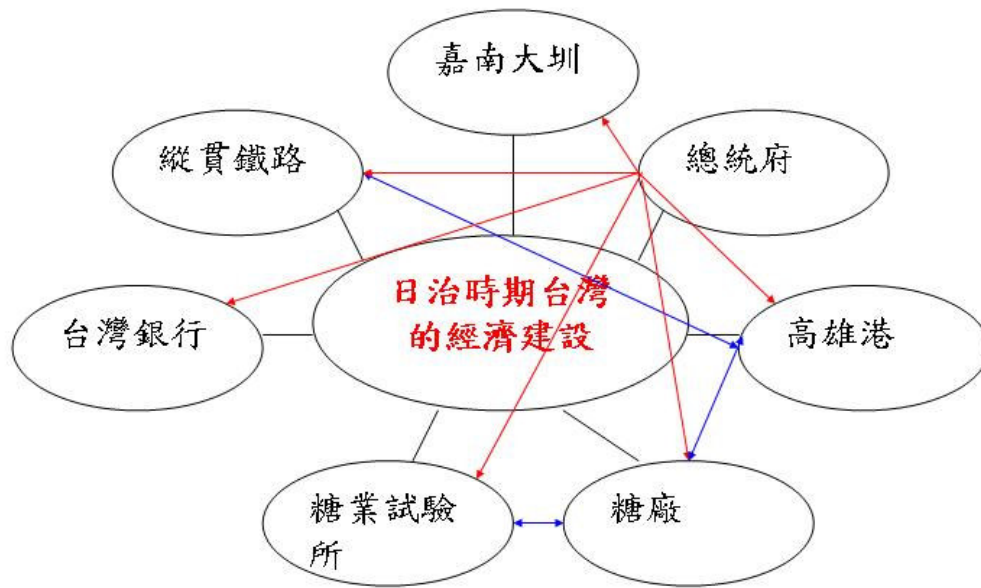 嘉南大圳
縱貫鐵路
總統府
日治時期台灣
的經濟建設
台灣銀行
高雄港
糖業試驗
所
糖廠